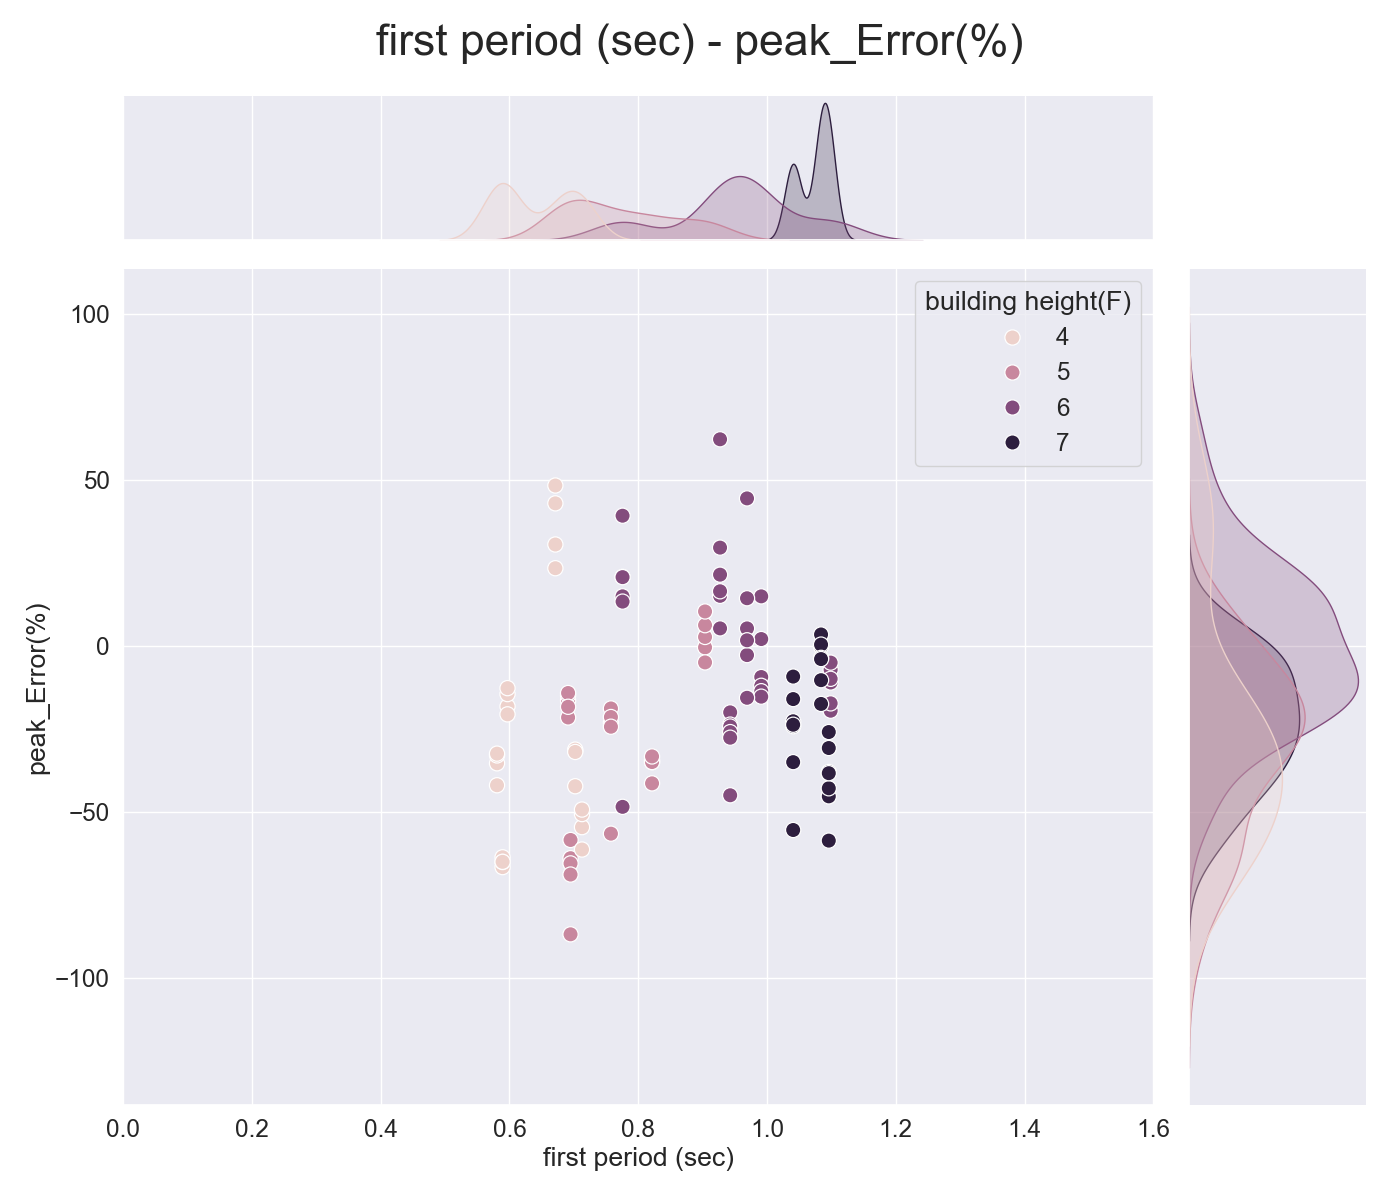 first period (sec) - peak_Error(%)
building height(F)
4
5
6
7
100
50
0
−50
−100
peak_Error(%)
0.0 0.2 0.4 0.6 0.8 1.0 1.2 1.4 1.6
first period (sec)